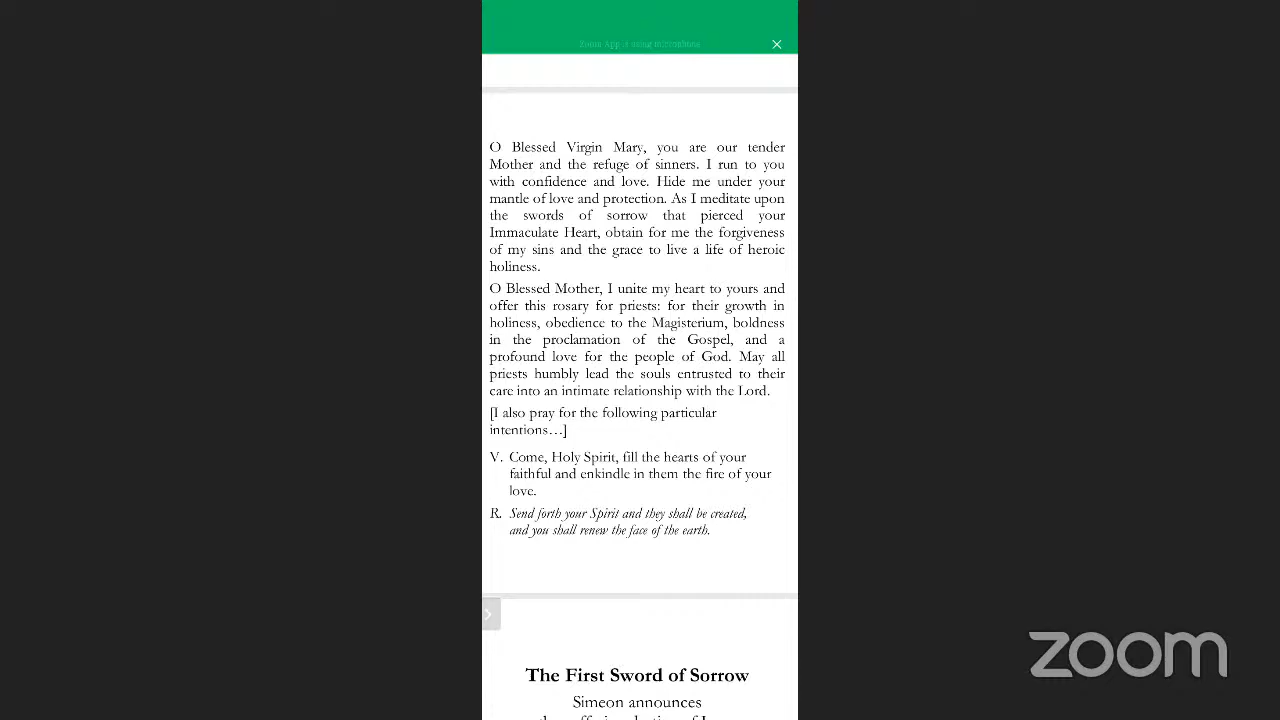 Zoom App is using microphone
O Blessed Virgin Mary, you are our tender
Mother and the refuge of sinners. I run to you
with confidence and love. Hide me under your
mantle of love and protection. As I meditate upon
the swords of sorrow that pierced your
Immaculate Heart, obtain for me the forgiveness
of my sins and the grace to live a life of heroic
holiness.
O Blessed Mother, I unite my heart to yours and
offer this rosary for priests: for their growth in
holiness, obedience to the Magisterium, boldness
in the proclamation of the Gospel, and a
profound love for the people of God. May all
priests humbly lead the souls entrusted to their
care into an intimate relationship with the Lord.
[I also pray for the following particular
intentions…]
V. Come, Holy Spirit, fill the hearts of your
faithful and enkindle in them the fire of your
love.
R. Send forth your Spirit and they shall be created,
and you shall renew the face of the earth.
The First Sword of Sorrow
Simeon announces
zoom